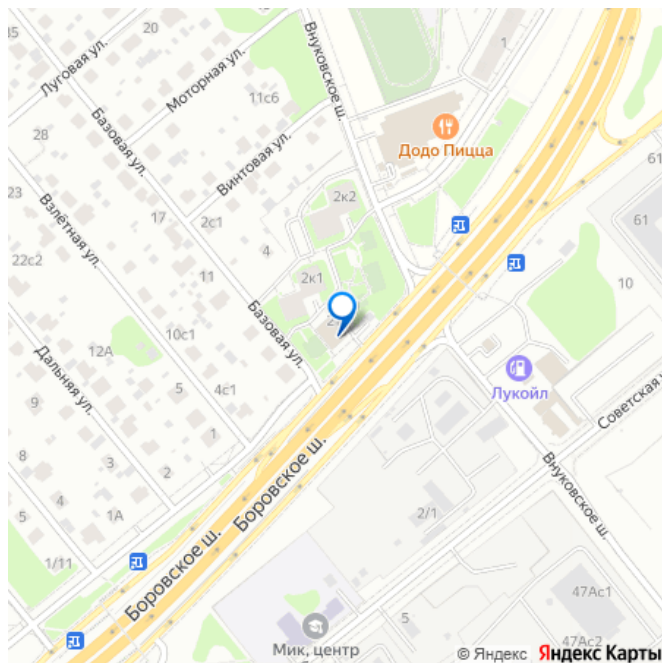 20
Луговая ул.
Моторная ул.
Внуковское ш.
1
11с6
Додо Пицца
Базовая ул.
28
Винтовая ул.
61
23
Взлётная ул.
2к2
17
2с1
61
4
22с2
11
2к1
10
Базовая ул.
10с1
12А
Дальняя ул.
Лукойл
5
4с1
9
Советская
1
8
3
2
Боровское ш.
Внуковское ш.
4
1А
5
2/1
1/11
Боровское ш.
47Ас1
5
Мик, центр
47Ас2
© Яндекс Яндекс Карты